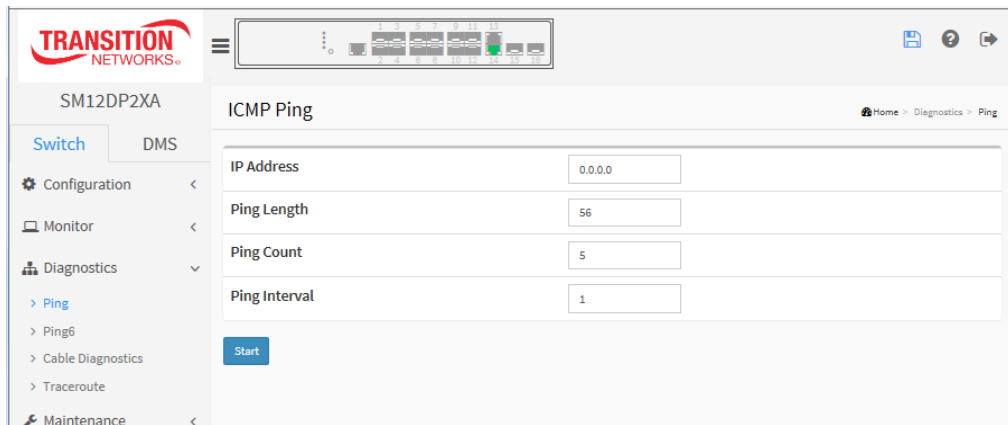 TRANSITION
NETWORKS®
1 3 5 7 9 11 13
2 4 6 8 10 12 14 15 16
SM12DP2XA
Switch DMS
Configuration
Monitor
Diagnostics
> Ping
> Ping6
> Cable Diagnostics
> Traceroute
Maintenance
ICMP Ping
Home > Diagnostics > Ping
IP Address 0.0.0.0
Ping Length 56
Ping Count 5
Ping Interval 1
Start